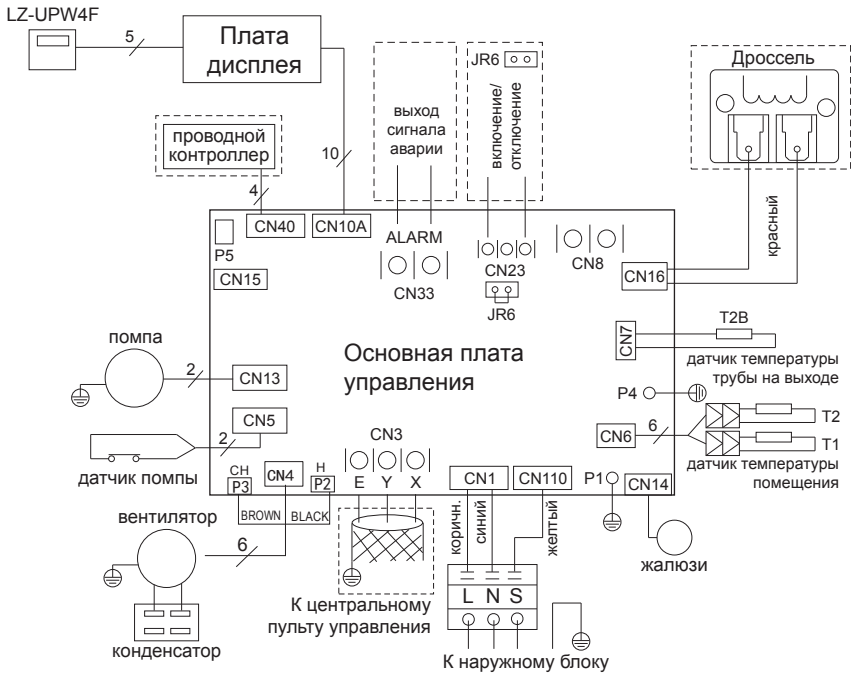 LZ-UPW4F
5
Плата
дисплея
10
проводной
контроллер
4
выход
сигнала
аварии
JR6
включение/
отключение
Дроссель
красный
CN40
CN10A
ALARM
P5
CN15
CN33
CN23
JR6
CN8
CN16
Основная плата
управления
CN7
T2B
датчик температуры
трубы на выходе
P4
CN6
6
T2
T1
датчик температуры
помещения
помпа
2
CN13
CN5
2
датчик помпы
CH
P3
CN4
H
P2
BROWN
BLACK
CN3
E Y X
CN1
CN110
P1
CN14
коричн.
синий
желтый
жалюзи
вентилятор
6
конденсатор
К центральному
пульту управления
L N S
К наружному блоку